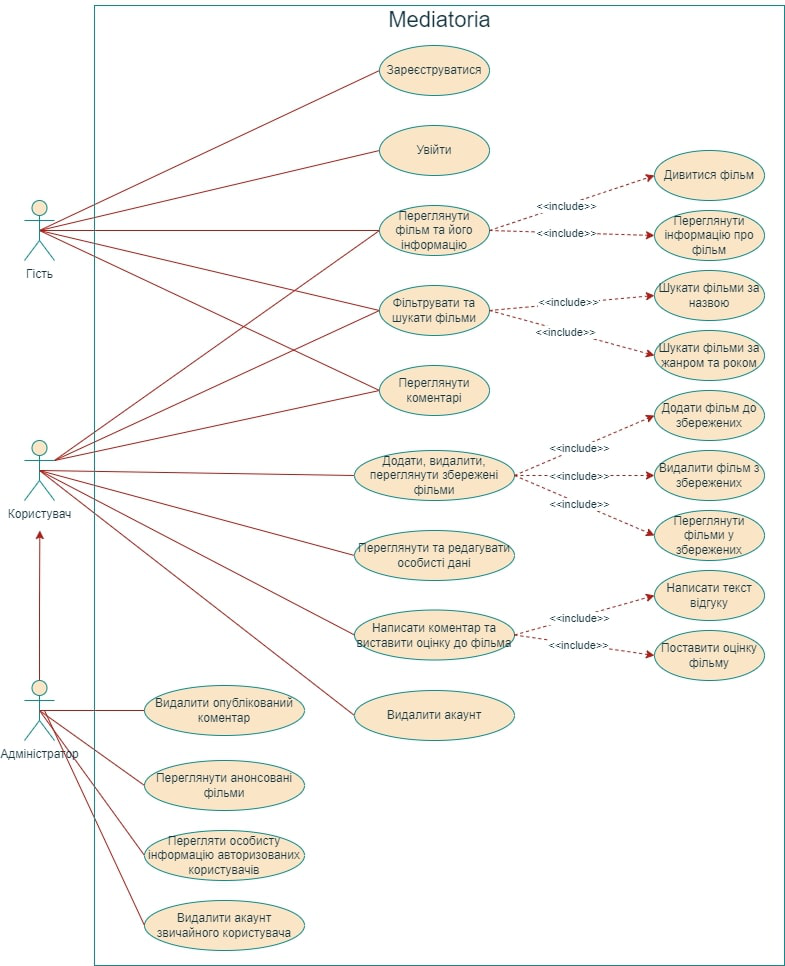 Mediatoria
Зареєструватися
Увійти
Гість
Переглянути
фільм та його
інформацію
<<include>>
<<include>>
Дивитися фільм
Переглянути
інформацію про
фільм
Фільтрувати та
шукати фільми
<<include>>
<<include>>
Шукати фільми за
назвою
Шукати фільми за
жанром та роком
Переглянути
коментарі
Користувач
Додати, видалити,
переглянути збережені
фільми
<<include>>
<<include>>
<<include>>
Додати фільм до
збережених
Видалити фільм з
збережених
Переглянути
фільми у
збережених
Переглянути та редагувати
особисті дані
Написати коментар та
виставити оцінку до фільма
<<include>>
<<include>>
Написати текст
відгуку
Поставити оцінку
фільму
Видалити акаунт
Адміністратор
Видалити опублікований
коментар
Переглянути анонсовані
фільми
Перегляти особисту
інформацію авторизованих
користувачів
Видалити акаунт
звичайного користувача